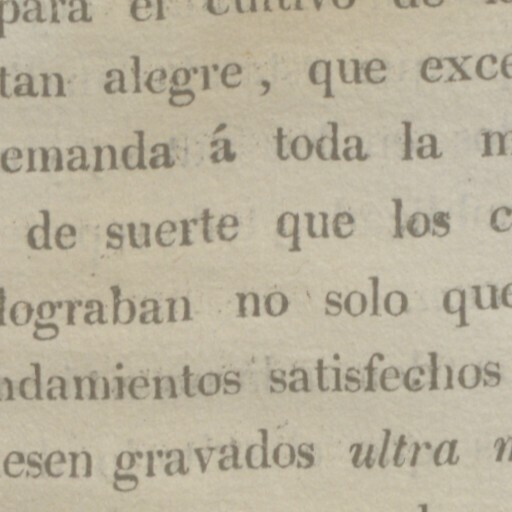 para el cultivo de
tan alegre, que exce
emanda á toda la m
de suerte que los c
lograban no solo que
ndamientos satisfechos
esen gravados ultra